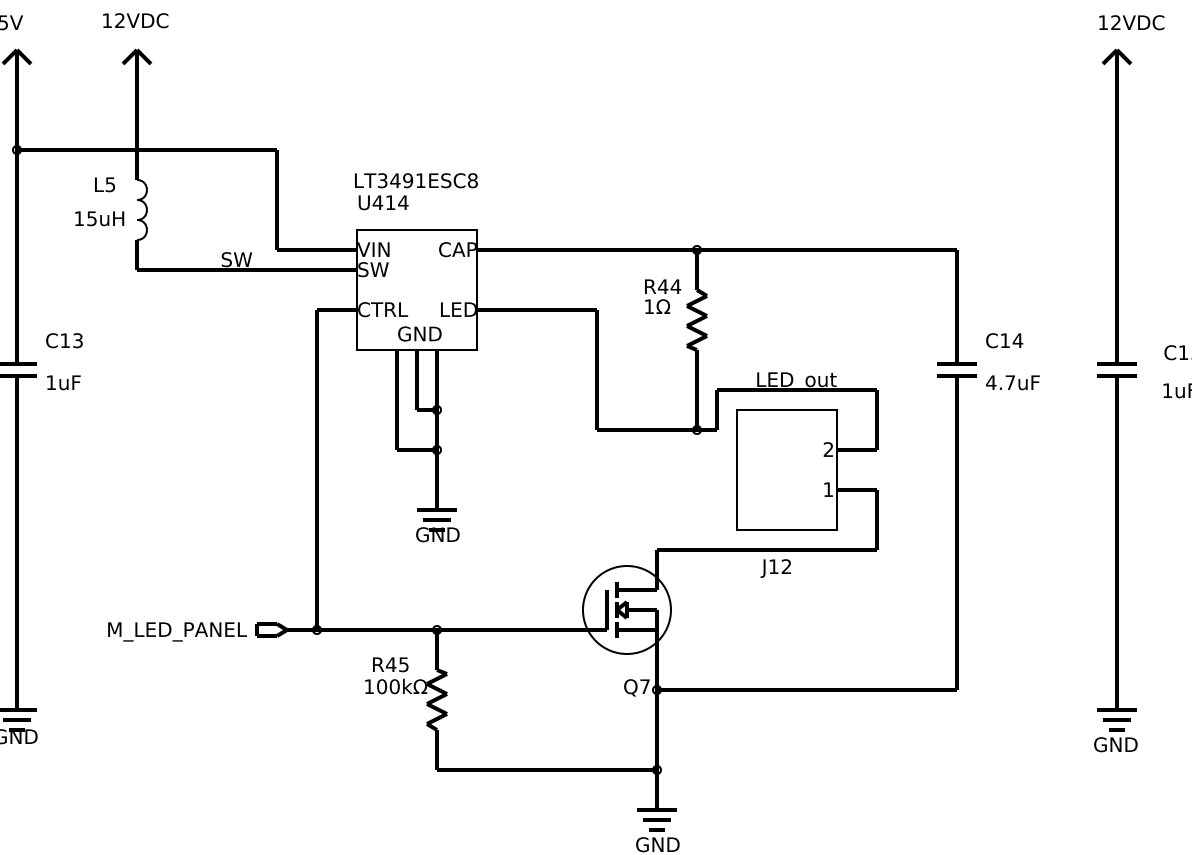 5V
12VDC
12VDC
L5
15uH
LT3491ESC8
U414
VIN
CAP
SW
SW
CTRL
LED
GND
R44
1Ω
C13
1uF
C14
4.7uF
LED_out
2
1
J12
GND
M_LED_PANEL
R45
100kΩ
Q7
GND
GND
GND